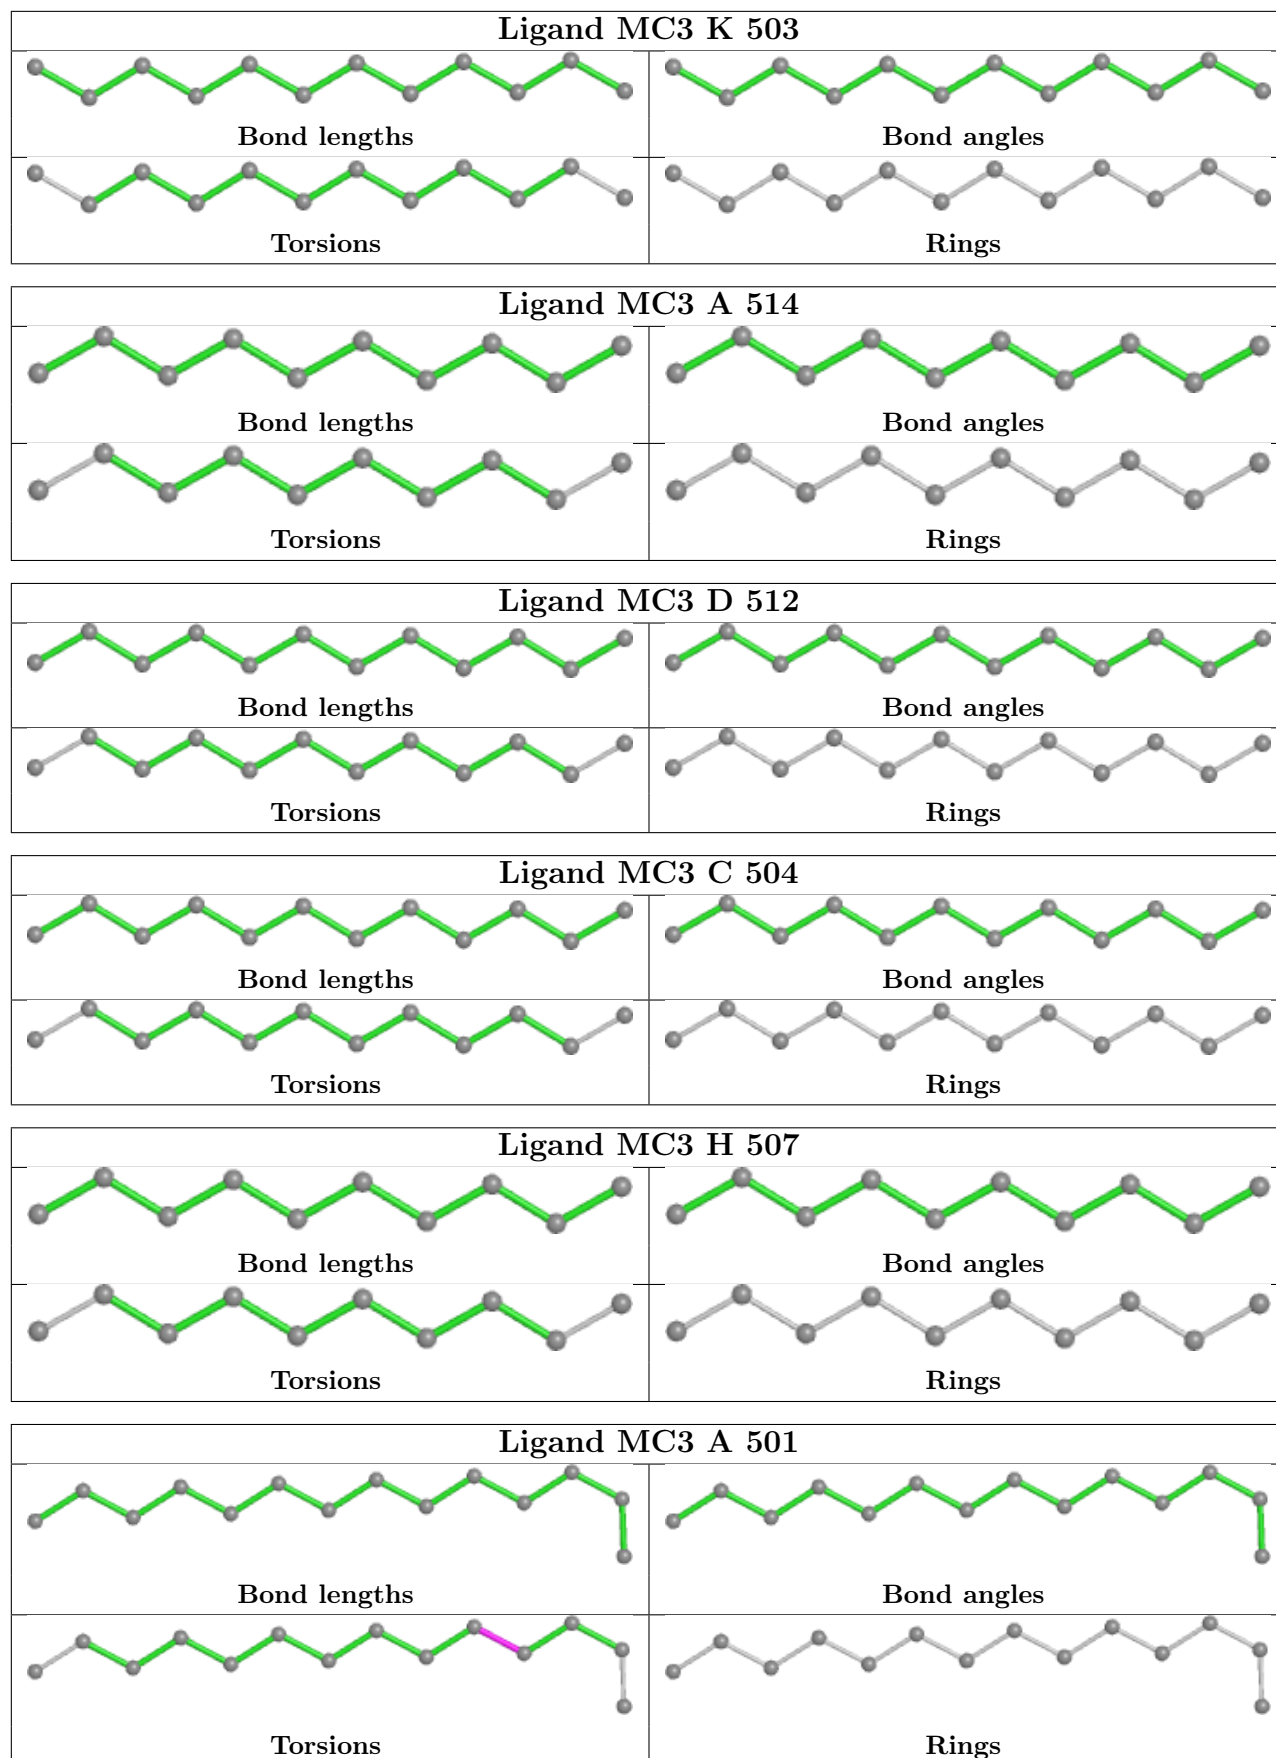 Ligand MC3 K 503
Bond lengths
Bond angles
Torsions
Rings
Ligand MC3 A 514
Bond lengths
Bond angles
Torsions
Rings
Ligand MC3 D 512
Bond lengths
Bond angles
Torsions
Rings
Ligand MC3 C 504
Bond lengths
Bond angles
Torsions
Rings
Ligand MC3 H 507
Bond lengths
Bond angles
Torsions
Rings
Ligand MC3 A 501
Bond lengths
Bond angles
Torsions
Rings